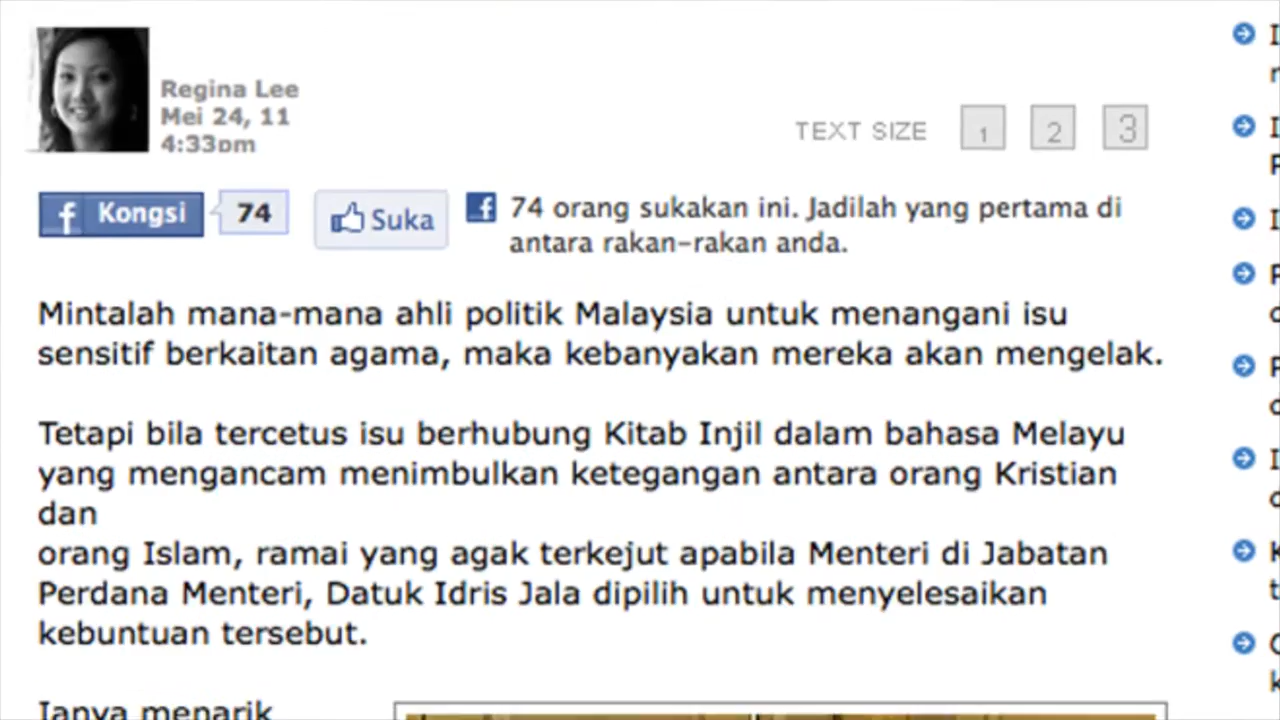 Regina Lee
Mei 24, 11
4:33pm
TEXT SIZE 1 2 3
Kongsi 74 Suka
74 orang sukakan ini. Jadilah yang pertama di
antara rakan-rakan anda.
Mintalah mana-mana ahli politik Malaysia untuk menangani isu
sensitif berkaitan agama, maka kebanyakan mereka akan mengelak.
Tetapi bila tercetus isu berhubung Kitab Injil dalam bahasa Melayu
yang mengancam menimbulkan ketegangan antara orang Kristian
dan
orang Islam, ramai yang agak terkejut apabila Menteri di Jabatan
Perdana Menteri, Datuk Idris Jala dipilih untuk menyelesaikan
kebuntuan tersebut.
Ianya menarik